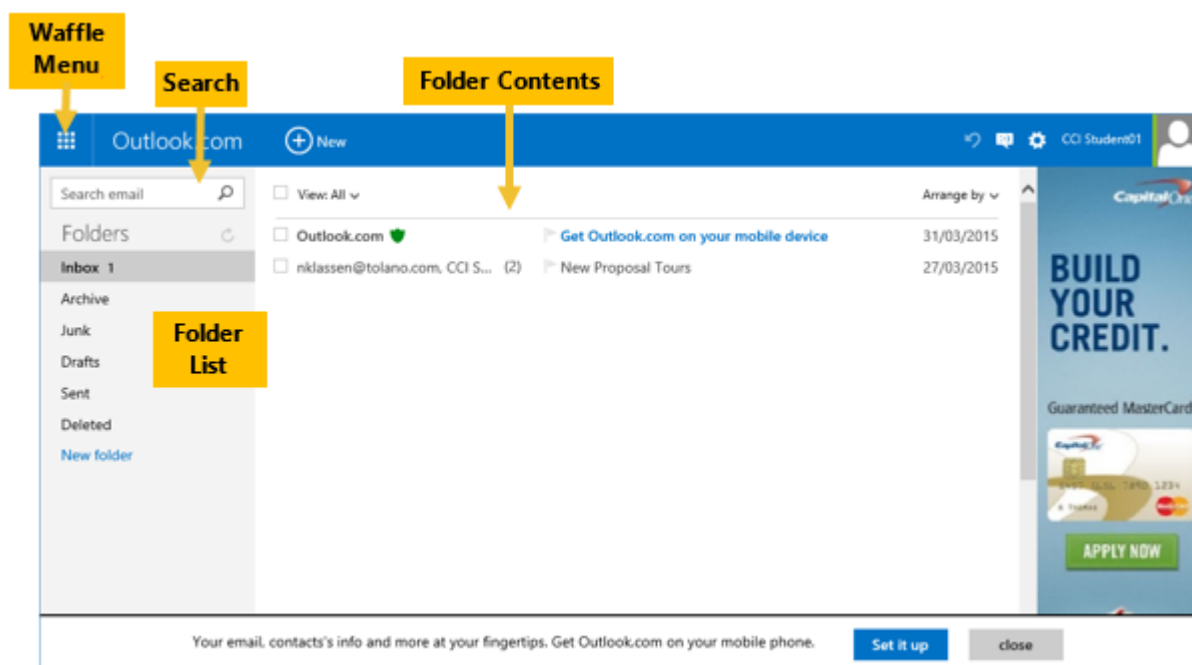 Waffle
Menu
Search
Folder Contents
Outlook.com
New
CCI Student01
Search email
View: All
Arrange by
CapitalOne
Folders
Outlook.com
Get Outlook.com on your mobile device
31/03/2015
Inbox 1
nklassen@tolano.com, CCI S... (2)
New Proposal Tours
27/03/2015
Archive
Junk
Drafts
Sent
Deleted
New folder
Folder
List
BUILD
YOUR
CREDIT.
Guaranteed MasterCard
APPLY NOW
Your email, contacts's info and more at your fingertips. Get Outlook.com on your mobile phone.
Set it up
close